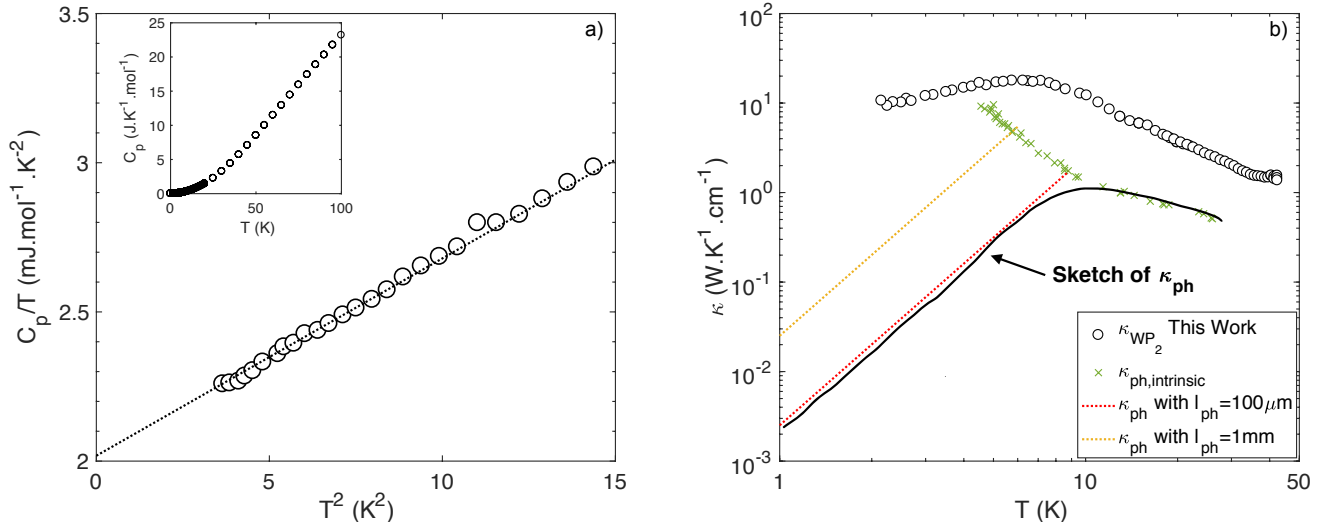 a)
C_p/T (mJ.mol^-1.K^-2)
3.5
3
2.5
2
0
5
10
15
T^2 (K^2)
C_p (J.K^-1.mol^-1)
25
20
15
10
5
0
0
50
100
T (K)
b)
κ (W.K^-1.cm^-1)
10^2
10^1
10^0
10^-1
10^-2
10^-3
1
10
50
T (K)
Sketch of κ_ph
κ_WP_2 This Work
κ_ph,intrinsic
κ_ph with l_ph=100μm
κ_ph with l_ph=1mm